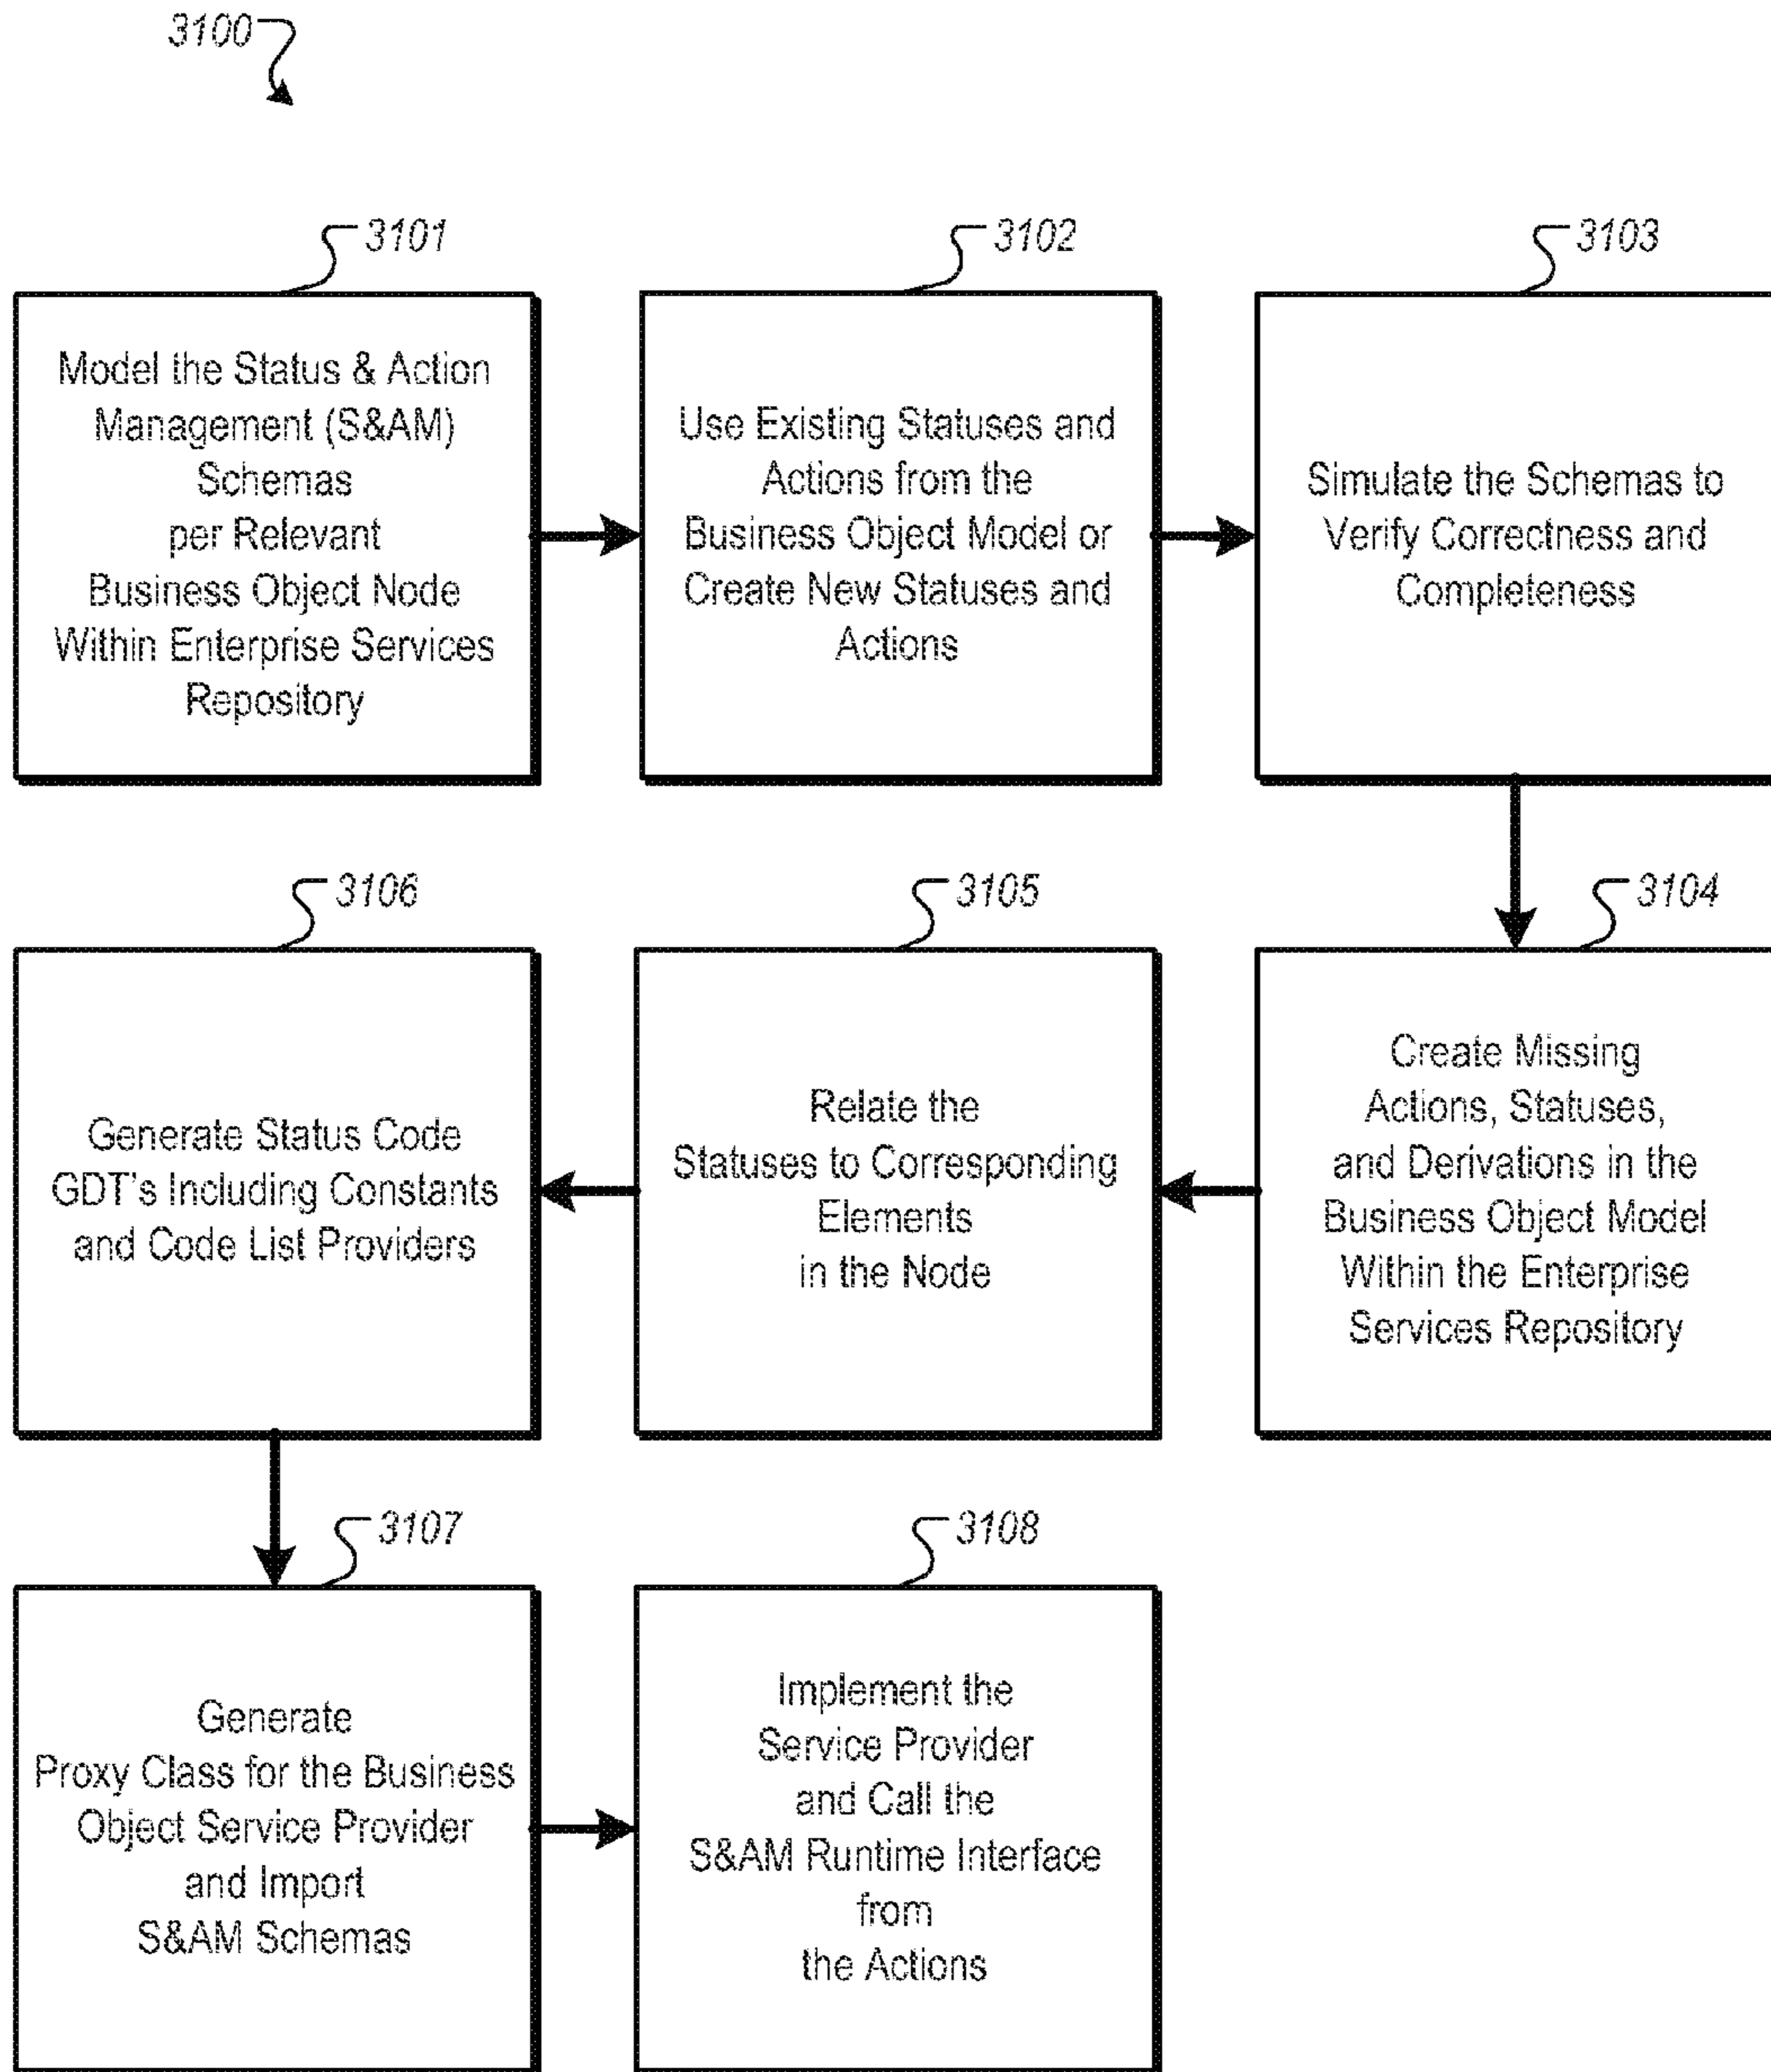 3100
3101
Model the Status & Action
Management (S&AM)
Schemas
per Relevant
Business Object Node
Within Enterprise Services
Repository
3102
Use Existing Statuses and
Actions from the
Business Object Model or
Create New Statuses and
Actions
3103
Simulate the Schemas to
Verify Correctness and
Completeness
3104
Create Missing
Actions, Statuses,
and Derivations in the
Business Object Model
Within the Enterprise
Services Repository
3105
Relate the
Statuses to Corresponding
Elements
in the Node
3106
Generate Status Code
GDT's Including Constants
and Code List Providers
3107
Generate
Proxy Class for the Business
Object Service Provider
and Import
S&AM Schemas
3108
Implement the
Service Provider
and Call the
S&AM Runtime Interface
from
the Actions